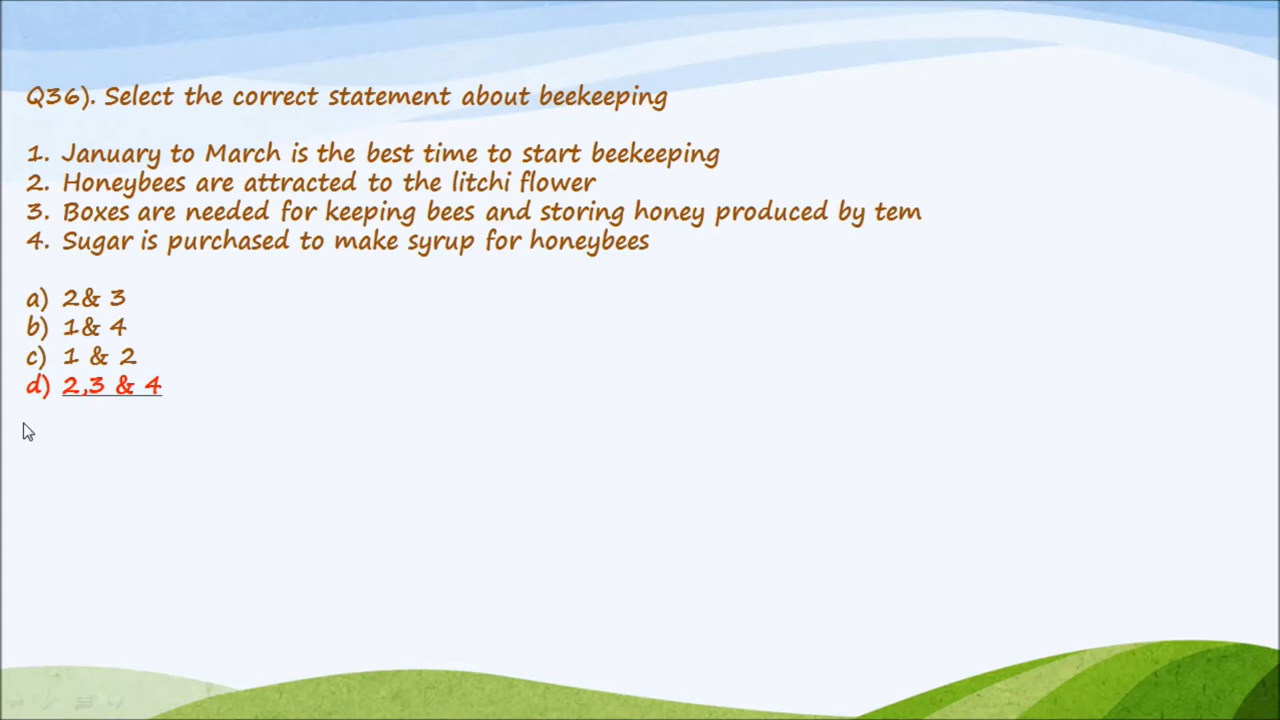 Q36). Select the correct statement about beekeeping
1. January to March is the best time to start beekeeping
2. Honeybees are attracted to the litchi flower
3. Boxes are needed for keeping bees and storing honey produced by tem
4. Sugar is purchased to make syrup for honeybees
a) 2& 3
b) 1& 4
c) 1 & 2
d) 2,3 & 4